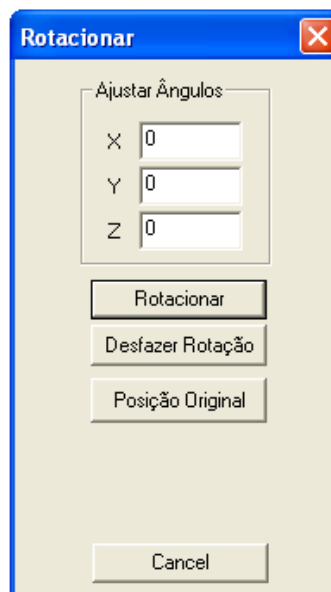 Rotacionar
Ajustar Ângulos
X 0
Y 0
Z 0
Rotacionar
Desfazer Rotação
Posição Original
Cancel